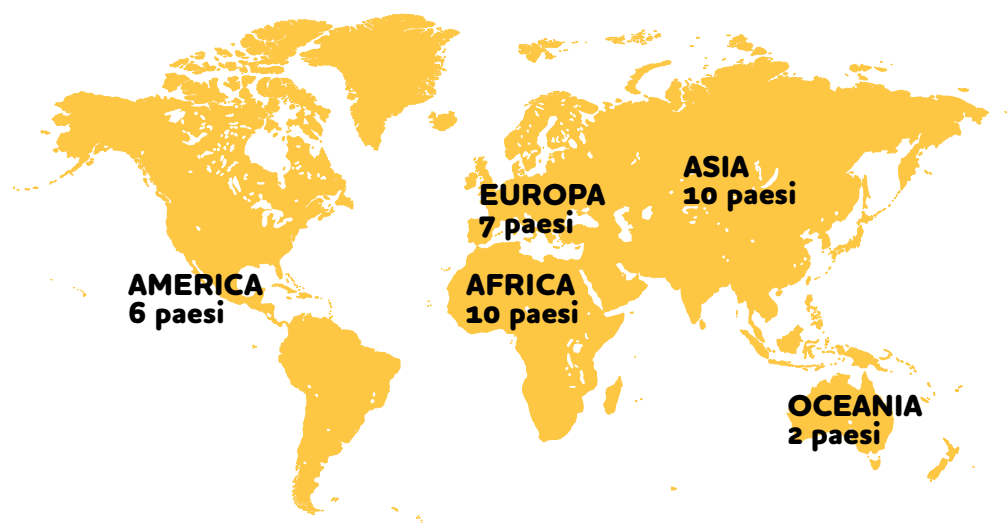 ASIA
10 paesi
EUROPA
7 paesi
AMERICA
6 paesi
AFRICA
10 paesi
OCEANIA
2 paesi